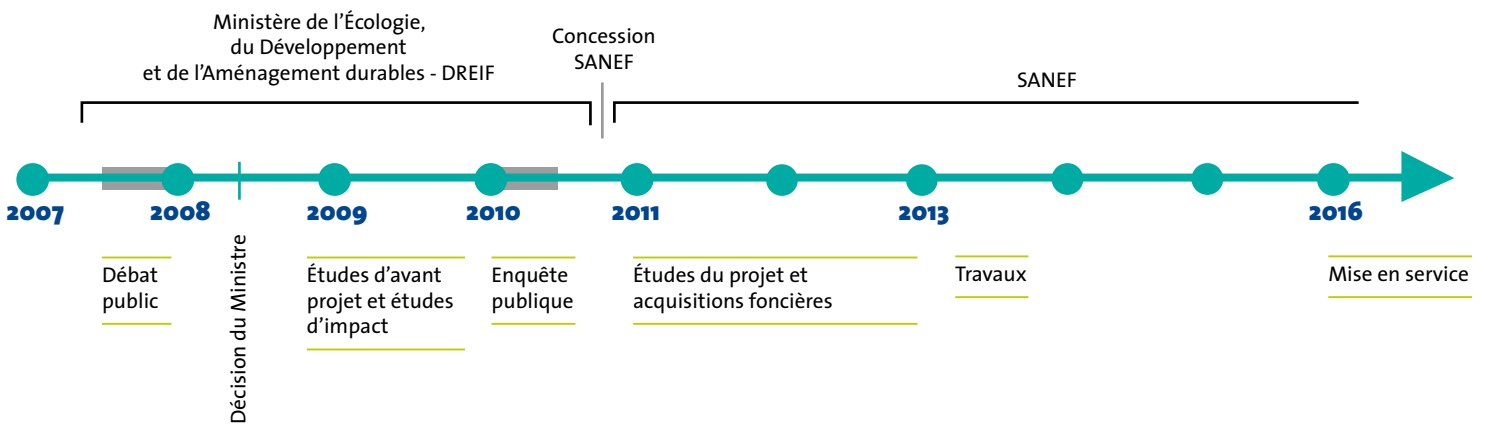 Ministère de l'Écologie,
du Développement
et de l'Aménagement durables - DREIF
Concession
SANEF
SANEF
2007
2008
2009
2010
2011
2013
2016
Débat
public
Décision du Ministre
Études d'avant
projet et études
d'impact
Enquête
publique
Études du projet et
acquisitions foncières
Travaux
Mise en service